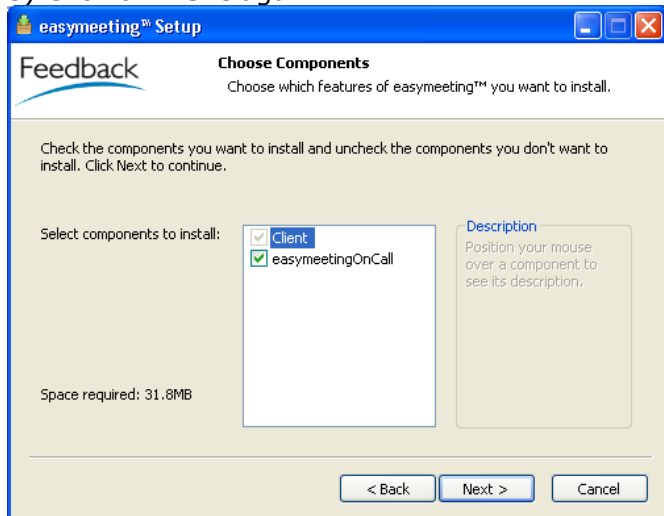 easymeeting™ Setup
Feedback
Choose Components
Choose which features of easymeeting™ you want to install.
Check the components you want to install and uncheck the components you don't want to
install. Click Next to continue.
Select components to install:
Client
easymeetingOnCall
Description
Position your mouse
over a component to
see its description.
Space required: 31.8MB
< Back
Next >
Cancel